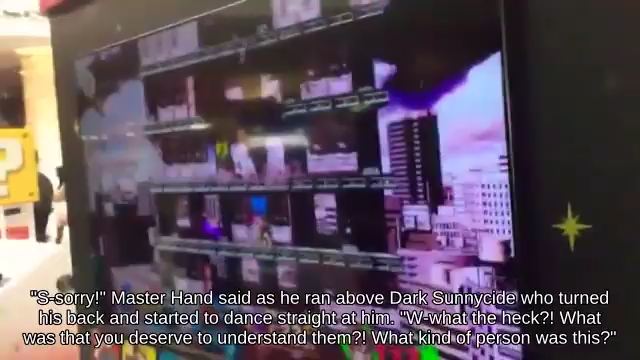 ?
"S-sorry!" Master Hand said as he ran above Dark Sunnycide who turned
his back and started to dance straight at him. "W-what the heck?! What
was that you deserve to understand them?! What kind of person was this?"